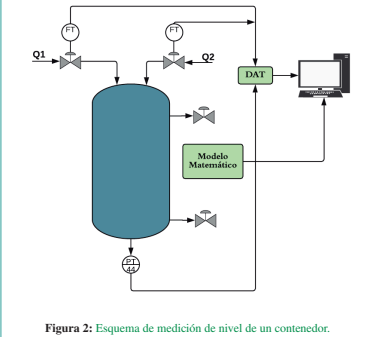 FT
FT
Q1
Q2
DAT
Modelo
Matemático
PT
44
Figura 2: Esquema de medición de nivel de un contenedor.